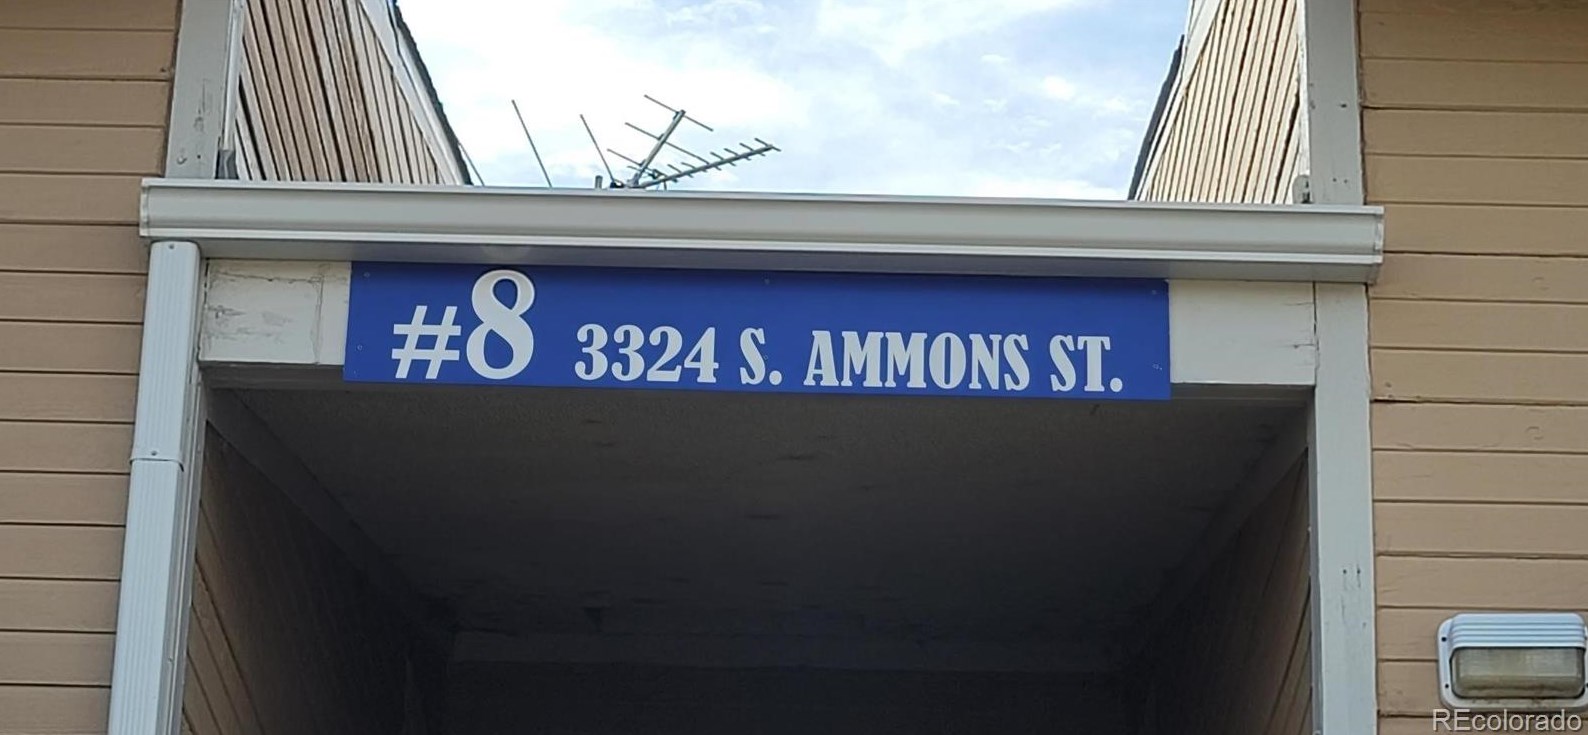 #8 3324 S. AMMONS ST.
REcolorado